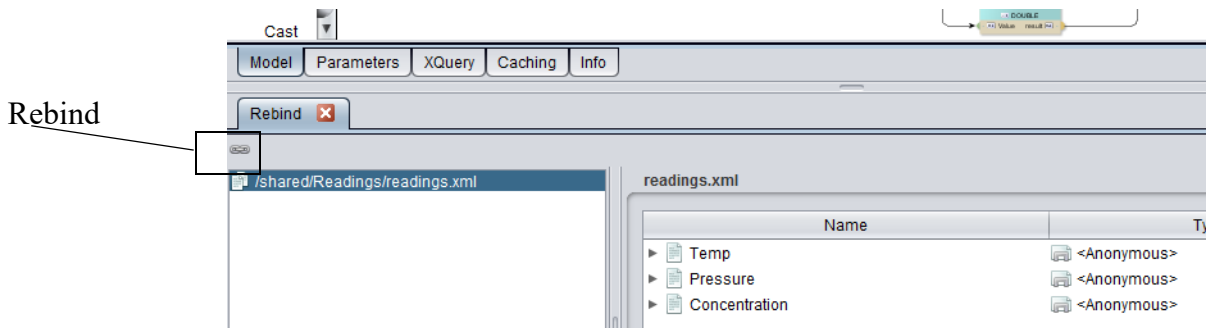 DOUBLE
Value result
Cast
Model Parameters XQuery Caching Info
Rebind
Rebind
/shared/Readings/readings.xml
readings.xml
Name Ty
Temp <Anonymous>
Pressure <Anonymous>
Concentration <Anonymous>